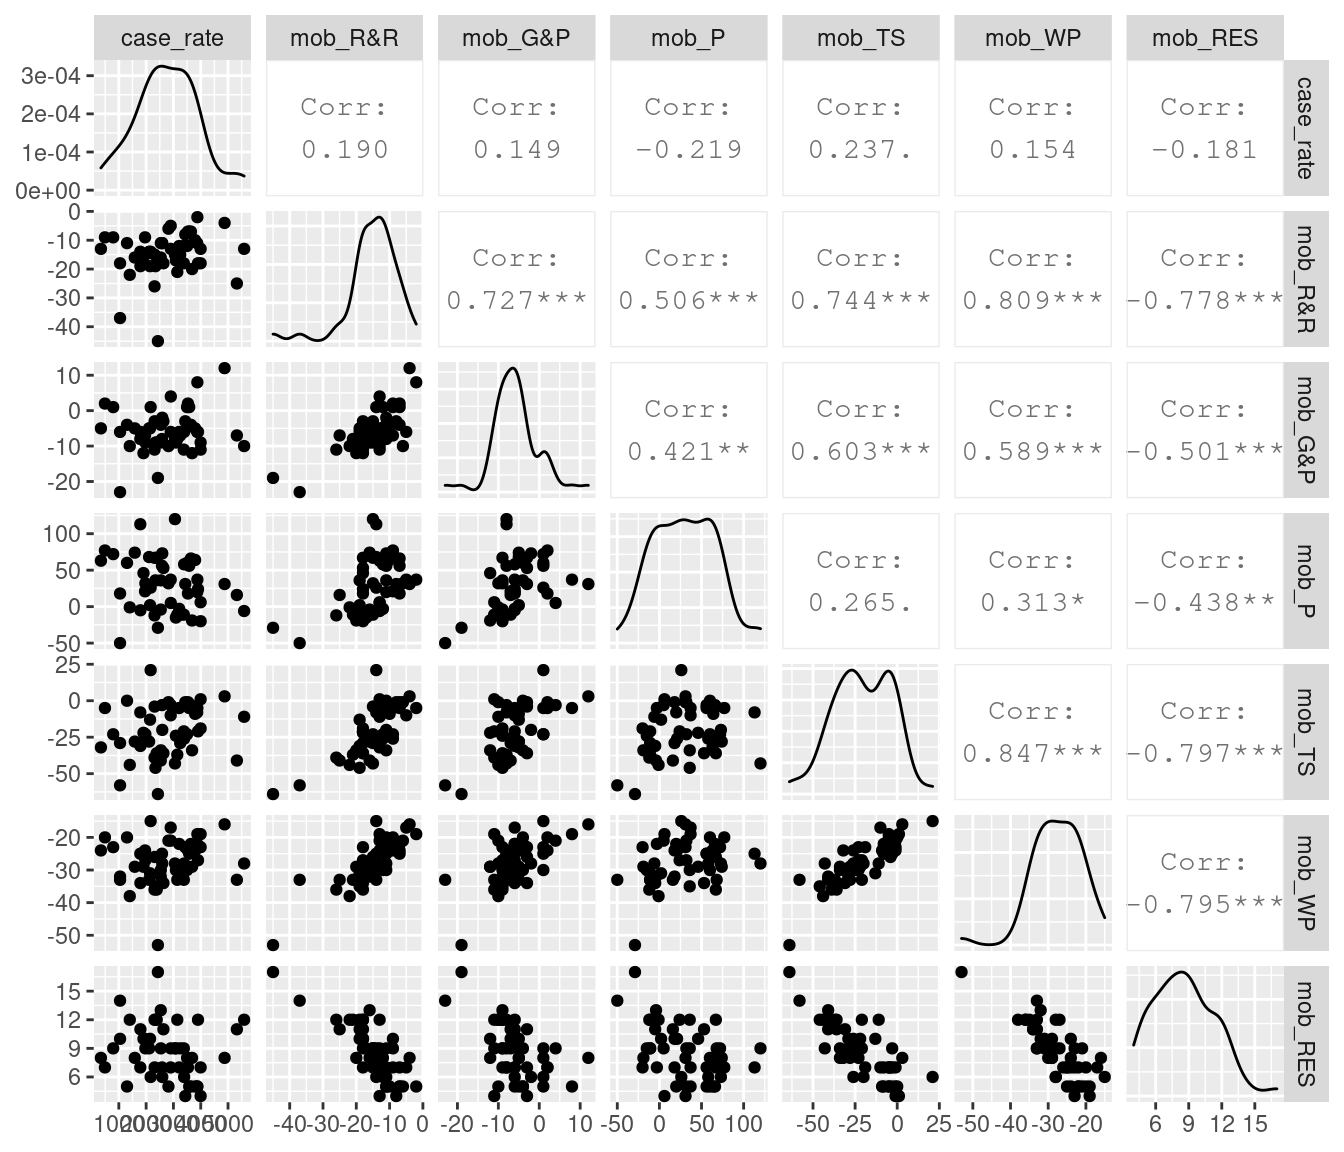 case_rate mob_R&R mob_G&P mob_P mob_TS mob_WP mob_RES
3e-04
2e-04
1e-04
0e+00
Corr:
0.190
Corr:
0.149
Corr:
-0.219
Corr:
0.237.
Corr:
0.154
Corr:
-0.181
case_rate
0
-10
-20
-30
-40
Corr:
0.727***
Corr:
0.506***
Corr:
0.744***
Corr:
0.809***
Corr:
-0.778***
mob_R&R
10
0
-10
-20
Corr:
0.421**
Corr:
0.603***
Corr:
0.589***
Corr:
-0.501***
mob_G&P
100
50
0
-50
Corr:
0.265.
Corr:
0.313*
Corr:
-0.438**
mob_P
25
0
-25
-50
Corr:
0.847***
Corr:
-0.797***
mob_TS
-20
-30
-40
-50
Corr:
-0.795***
mob_WP
15
12
9
6
mob_RES
-40 -30 -20 -10 0
-20 -10 0 10
-50 0 50 100
-50 -25 0 25
-50 -40 -30 -20
6 9 12 15